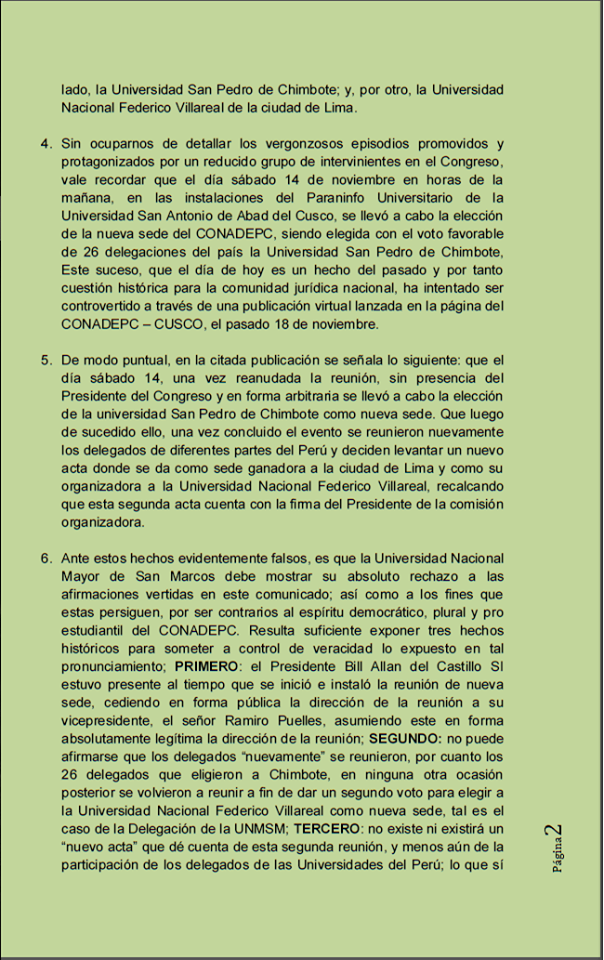 lado, la Universidad San Pedro de Chimbote; y, por otro, la Universidad
Nacional Federico Villareal de la ciudad de Lima.
4. Sin ocuparnos de detallar los vergonzosos episodios promovidos y
protagonizados por un reducido grupo de intervinientes en el Congreso,
vale recordar que el día sábado 14 de noviembre en horas de la
mañana, en las instalaciones del Paraninfo Universitario de la
Universidad San Antonio de Abad del Cusco, se llevó a cabo la elección
de la nueva sede del CONADEPC, siendo elegida con el voto favorable
de 26 delegaciones del país la Universidad San Pedro de Chimbote,
Este suceso, que el día de hoy es un hecho del pasado y por tanto
cuestión histórica para la comunidad jurídica nacional, ha intentado ser
controvertido a través de una publicación virtual lanzada en la página del
CONADEPC – CUSCO, el pasado 18 de noviembre.
5. De modo puntual, en la citada publicación se señala lo siguiente: que el
día sábado 14, una vez reanudada la reunión, sin presencia del
Presidente del Congreso y en forma arbitraria se llevó a cabo la elección
de la universidad San Pedro de Chimbote como nueva sede. Que luego
de sucedido ello, una vez concluido el evento se reunieron nuevamente
los delegados de diferentes partes del Perú y deciden levantar un nuevo
acta donde se da como sede ganadora a la ciudad de Lima y como su
organizadora a la Universidad Nacional Federico Villareal, recalcando
que esta segunda acta cuenta con la firma del Presidente de la comisión
organizadora.
6. Ante estos hechos evidentemente falsos, es que la Universidad Nacional
Mayor de San Marcos debe mostrar su absoluto rechazo a las
afirmaciones vertidas en este comunicado; así como a los fines que
estas persiguen, por ser contrarios al espíritu democrático, plural y pro
estudiantil del CONADEPC. Resulta suficiente exponer tres hechos
históricos para someter a control de veracidad lo expuesto en tal
pronunciamiento; PRIMERO: el Presidente Bill Allan del Castillo SI
estuvo presente al tiempo que se inició e instaló la reunión de nueva
sede, cediendo en forma pública la dirección de la reunión a su
vicepresidente, el señor Ramiro Puelles, asumiendo este en forma
absolutamente legítima la dirección de la reunión; SEGUNDO: no puede
afirmarse que los delegados “nuevamente” se reunieron, por cuanto los
26 delegados que eligieron a Chimbote, en ninguna otra ocasión
posterior se volvieron a reunir a fin de dar un segundo voto para elegir a
la Universidad Nacional Federico Villareal como nueva sede, tal es el
caso de la Delegación de la UNMSM; TERCERO: no existe ni existirá un
“nuevo acta” que dé cuenta de esta segunda reunión, y menos aún de la
participación de los delegados de las Universidades del Perú; lo que sí
Página2